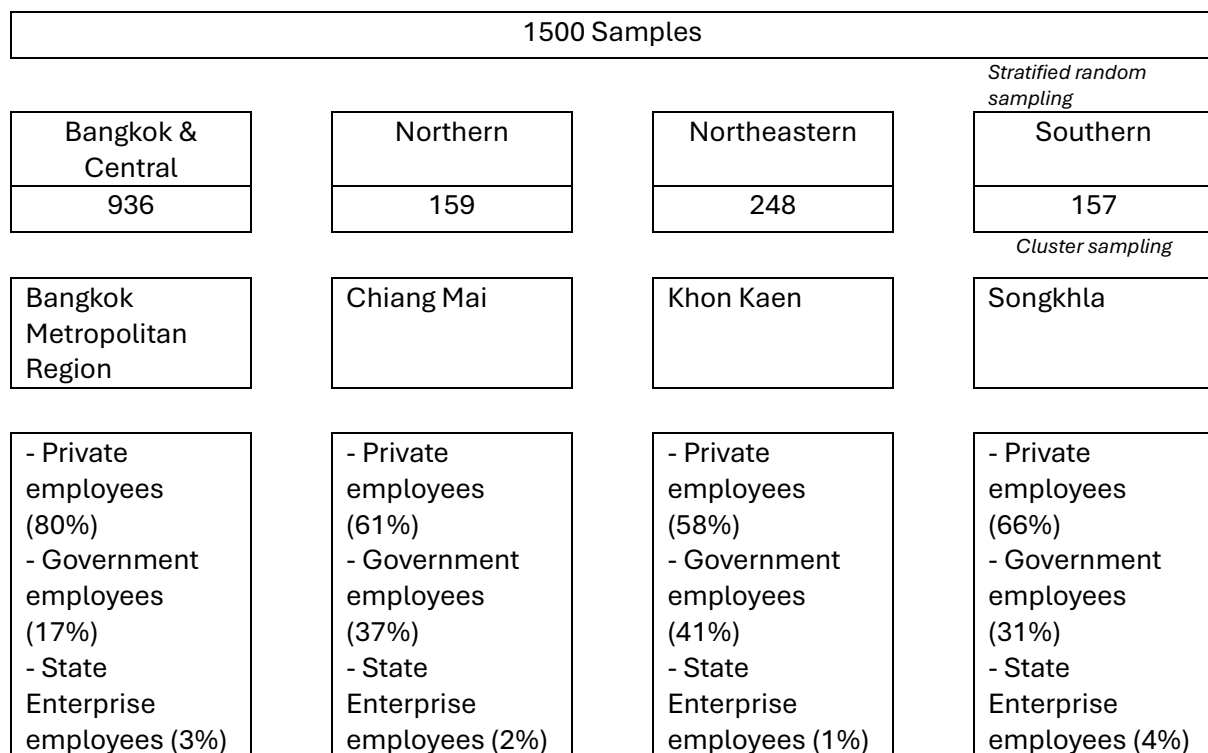 1500 Samples
Stratified random
sampling
Bangkok &
Central
936
Northern
159
Northeastern
248
Southern
157
Cluster sampling
Bangkok
Metropolitan
Region
Chiang Mai
Khon Kaen
Songkhla
- Private
employees
(80%)
- Government
employees
(17%)
- State
Enterprise
employees (3%)
- Private
employees
(61%)
- Government
employees
(37%)
- State
Enterprise
employees (2%)
- Private
employees
(58%)
- Government
employees
(41%)
- State
Enterprise
employees (1%)
- Private
employees
(66%)
- Government
employees
(31%)
- State
Enterprise
employees (4%)